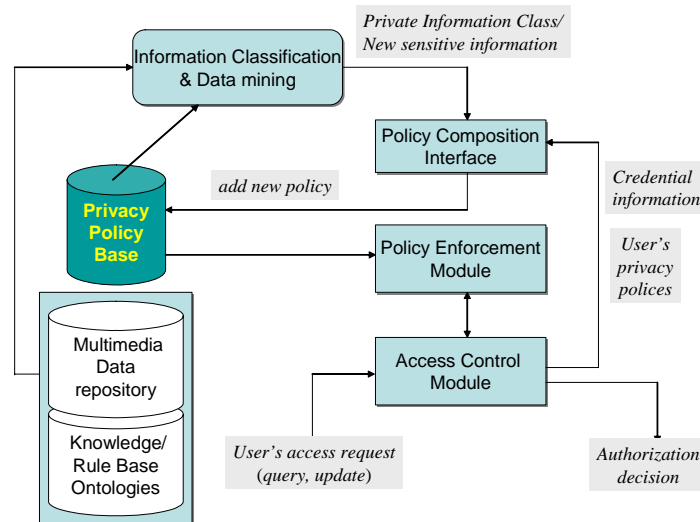 Private Information Class/
New sensitive information
Information Classification
& Data mining
Policy Composition
Interface
add new policy
Credential
information
Privacy
Policy
Base
User's
privacy
polices
Policy Enforcement
Module
Multimedia
Data
repository
Access Control
Module
Knowledge/
Rule Base
Ontologies
User's access request
(query, update)
Authorization
decision